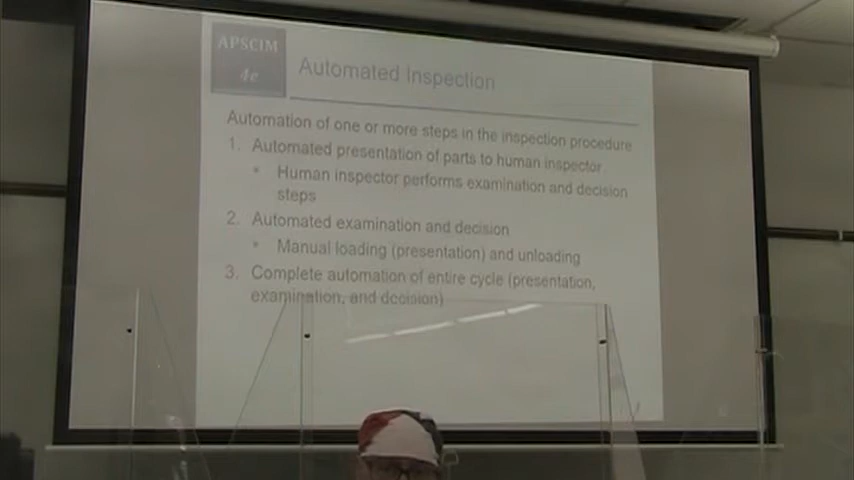 APSCIM
4e
Automated Inspection
Automation of one or more steps in the inspection procedure
1. Automated presentation of parts to human inspector
• Human inspector performs examination and decision
steps
2. Automated examination and decision
• Manual loading (presentation) and unloading
3. Complete automation of entire cycle (presentation,
examination, and decision)